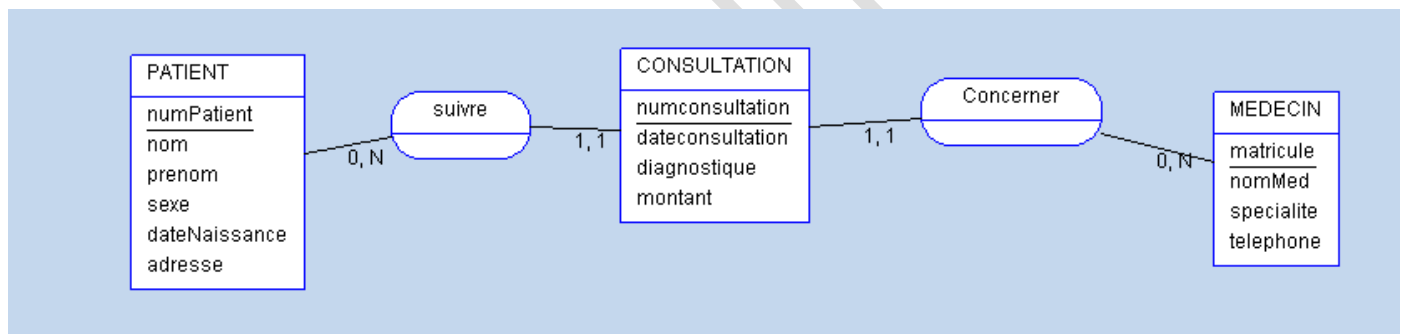 PATIENT
numPatient
nom
prenom
sexe
dateNaissance
adresse
0, N
suivre
1, 1
CONSULTATION
numconsultation
dateconsultation
diagnostique
montant
1, 1
Concerner
0, N
MEDECIN
matricule
nomMed
specialite
telephone